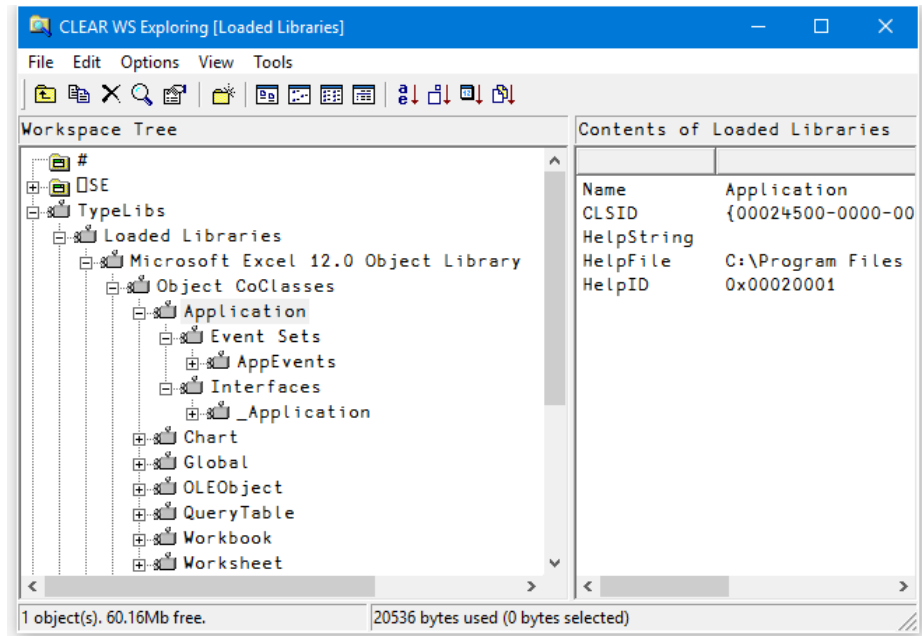 CLEAR WS Exploring [Loaded Libraries]
File Edit Options View Tools
Workspace Tree
#
⎕SE
TypeLibs
Loaded Libraries
Microsoft Excel 12.0 Object Library
Object CoClasses
Application
Event Sets
AppEvents
Interfaces
_Application
Chart
Global
OLEObject
QueryTable
Workbook
Worksheet
Contents of Loaded Libraries
Name Application
CLSID {00024500-0000-00
HelpString
HelpFile C:\Program Files
HelpID 0x00020001
1 object(s). 60.16Mb free.
20536 bytes used (0 bytes selected)